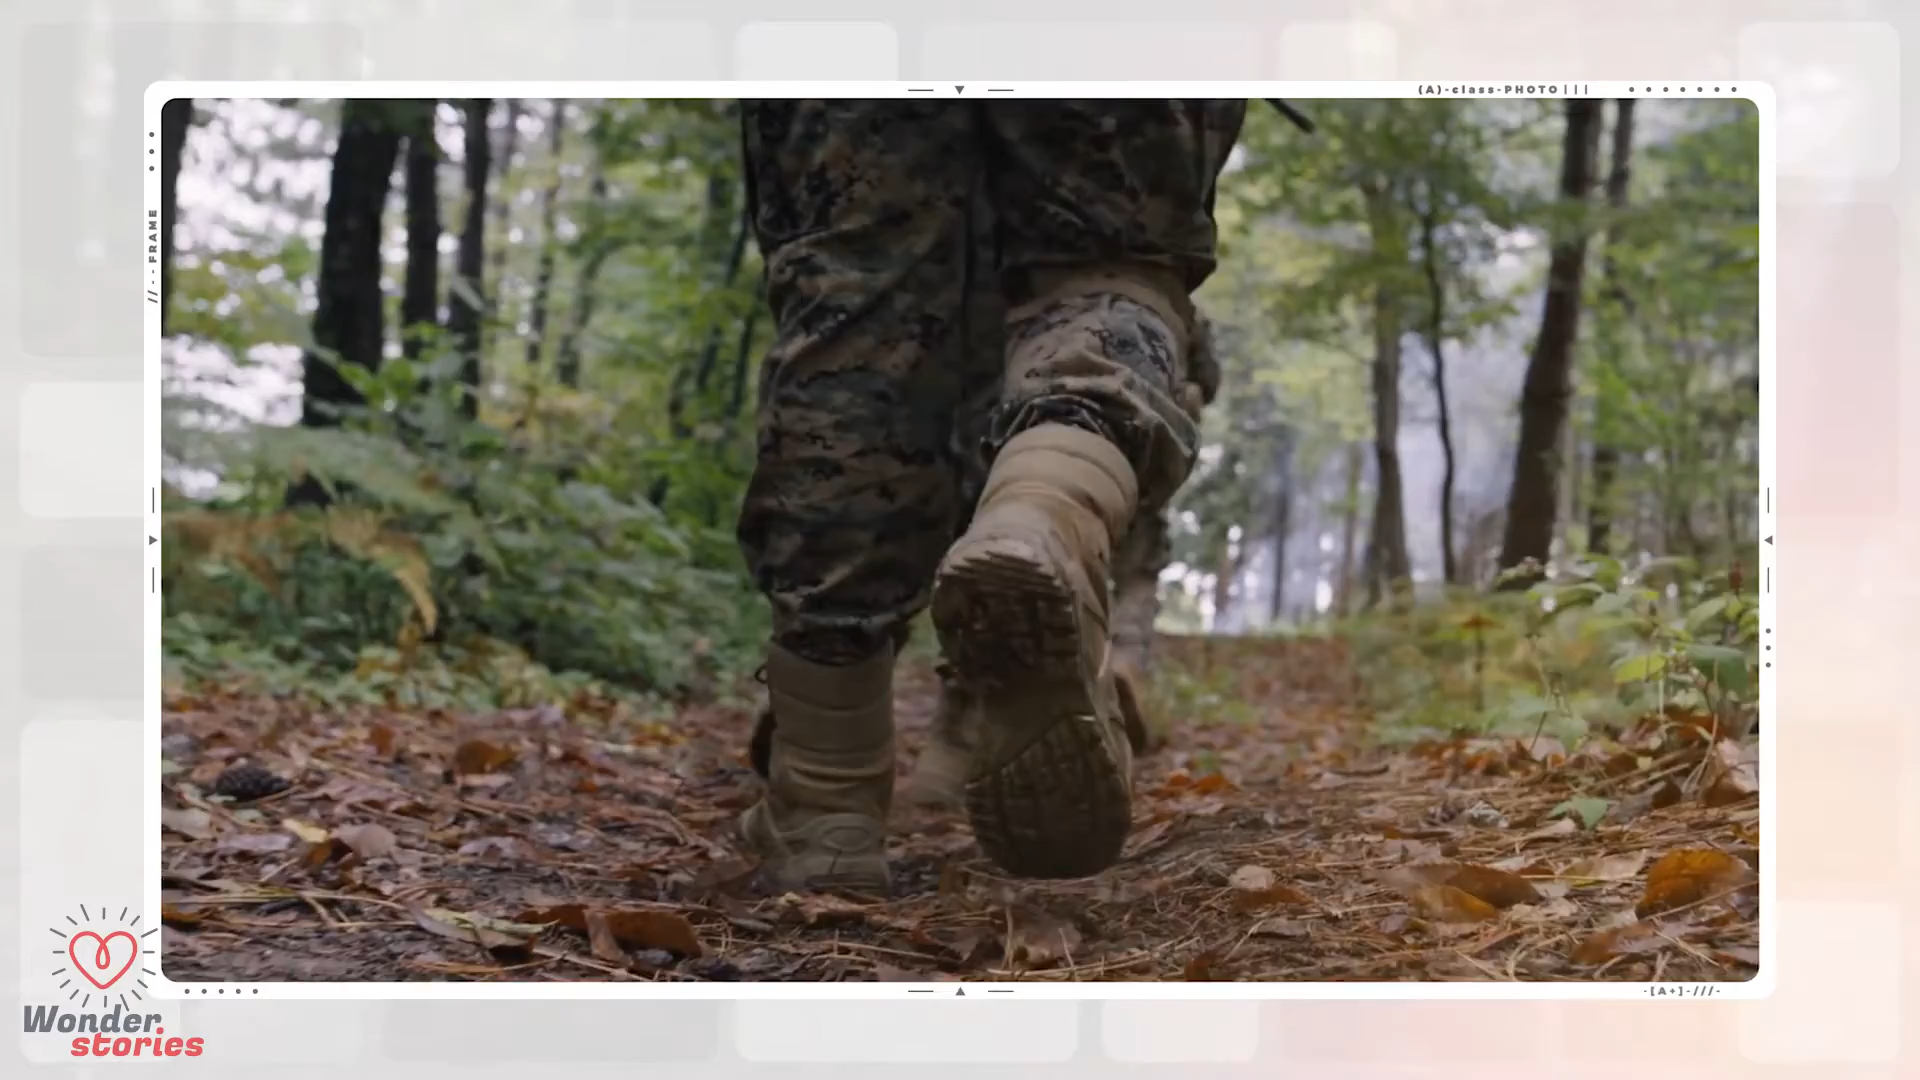 (A)-class-PHOTO|||
//--FRAME
Wonder
stories
-[A+]-///-